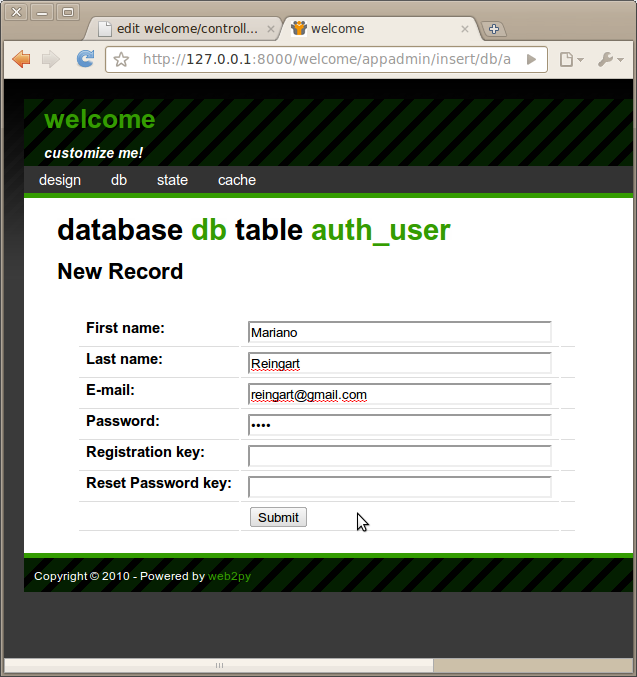 edit welcome/controll...
welcome
http://127.0.0.1:8000/welcome/appadmin/insert/db/a
welcome
customize me!
design db state cache
database db table auth_user
New Record
First name: Mariano
Last name: Reingart
E-mail: reingart@gmail.com
Password: ••••
Registration key:
Reset Password key:
Submit
Copyright © 2010 - Powered by web2py